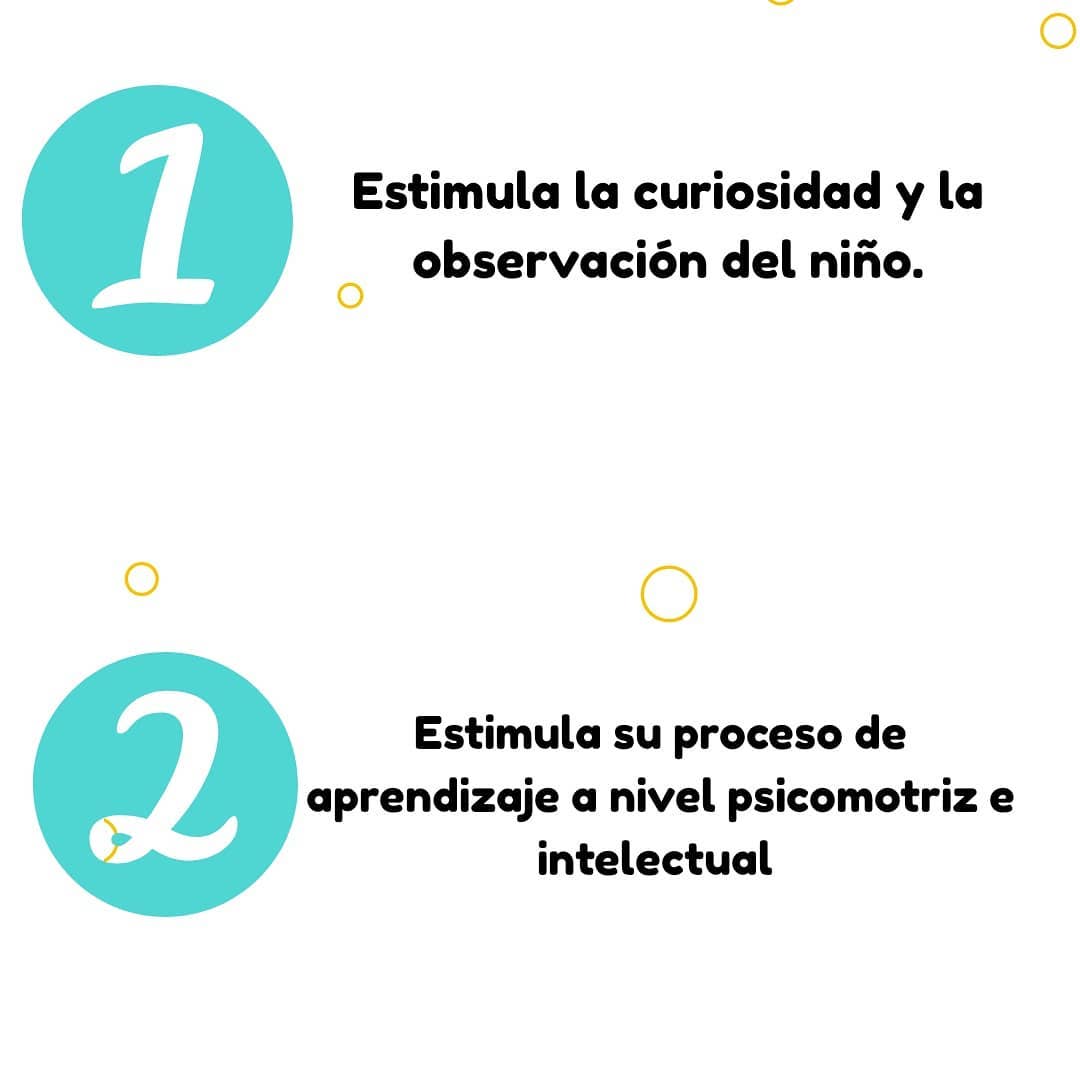 1
Estimula la curiosidad y la
observación del niño.
2
Estimula su proceso de
aprendizaje a nivel psicomotriz e
intelectual